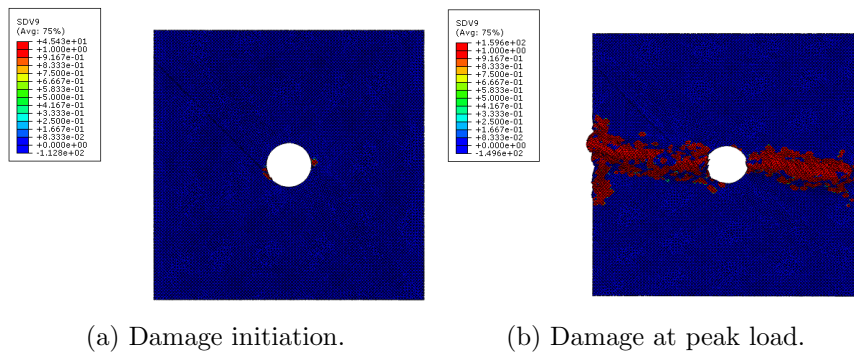 SDV9
(Avg: 75%)
+4.543e+01
+1.000e+00
+9.167e-01
+8.333e-01
+7.500e-01
+6.667e-01
+5.833e-01
+5.000e-01
+4.167e-01
+3.333e-01
+2.500e-01
+1.667e-01
+8.333e-02
+0.000e+00
-1.128e+02
SDV9
(Avg: 75%)
+1.596e+02
+1.000e+00
+9.167e-01
+8.333e-01
+7.500e-01
+6.667e-01
+5.833e-01
+5.000e-01
+4.167e-01
+3.333e-01
+2.500e-01
+1.667e-01
+8.333e-02
+0.000e+00
-1.496e+02
(a) Damage initiation.
(b) Damage at peak load.